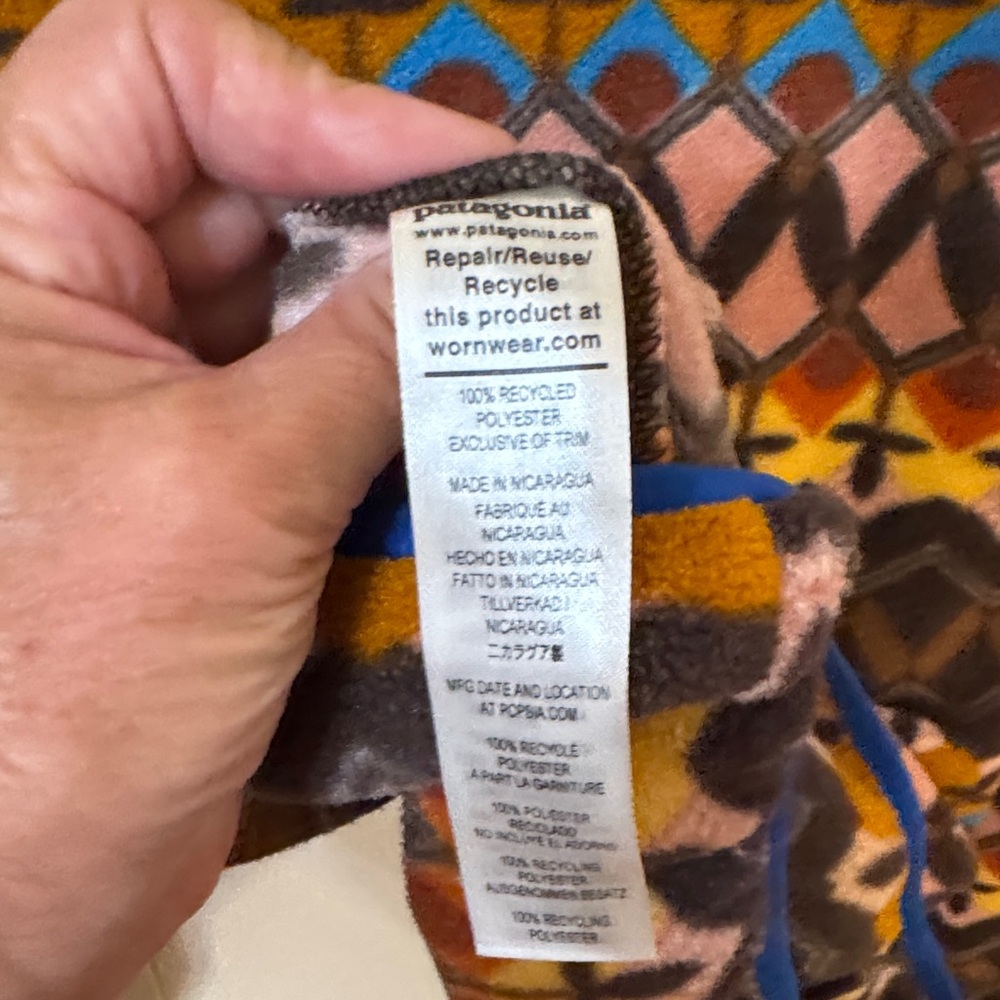 patagonia
www.patagonia.com
Repair/Reuse/
Recycle
this product at
wornwear.com
100% RECYCLED
POLYESTER
EXCLUSIVE OF TRIM
MADE IN NICARAGUA
FABRIQUÉ AU
NICARAGUA
HECHO EN NICARAGUA
FATTO IN NICARAGUA
TILLVERKAD I
NICARAGUA
ニカラグア製
MFG DATE AND LOCATION
AT PCPSIA.COM
100% RECYCLÉ
POLYESTER
À PART LA GARNITURE
100% POLIÉSTER
RECICLADO
NO INCLUYE EL ADORNO
100% RECYCLING
POLYESTER
AUSGENOMMEN BESATZ
100% RECYCLING
POLYESTER